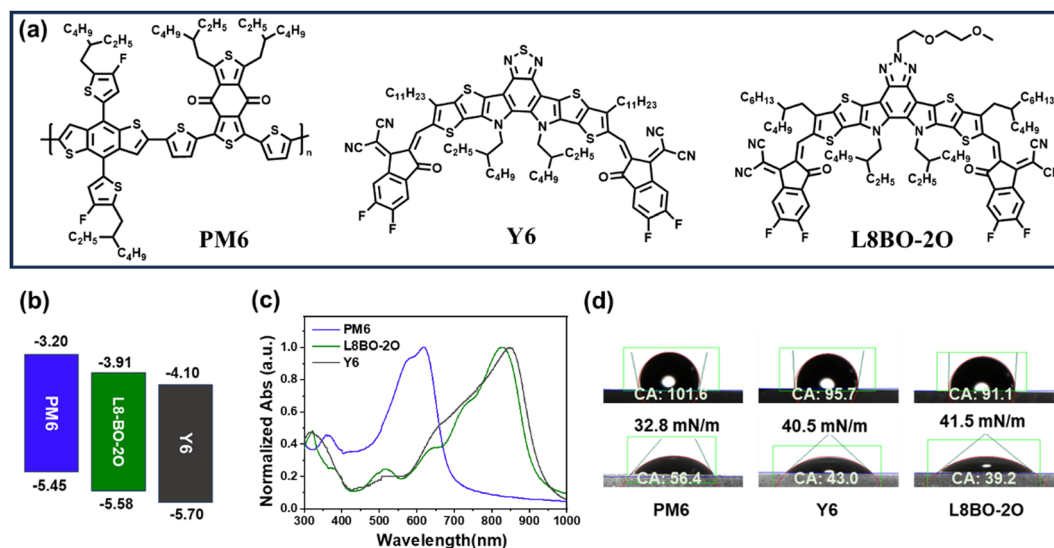 (a)
C4H9
C2H5
C2H5
C4H9
C4H9
C2H5
F
S
S
O
O
S
S
S
S
S
S
n
F
S
C2H5
C4H9
PM6
S
N
N
C11H23
S
S
S
S
C11H23
NC
CN
N
N
CN
CN
O
C2H5
C4H9
C2H5
C4H9
O
F
F
F
F
Y6
O
O
N
N
N
C6H13
C4H9
S
S
S
S
C6H13
C4H9
NC
CN
N
N
CN
O
C4H9
C2H5
C4H9
C2H5
O
F
F
F
F
L8BO-2O
(b)
-3.20
-3.91
-4.10
PM6
L8-BO-2O
Y6
-5.45
-5.58
-5.70
(c)
Normalized Abs (a.u.)
1.0
0.8
0.6
0.4
0.2
0.0
PM6
L8BO-2O
Y6
300 400 500 600 700 800 900 1000
Wavelength(nm)
(d)
CA: 101.6 CA: 95.7 CA: 91.1
32.8 mN/m 40.5 mN/m 41.5 mN/m
CA: 56.4 CA: 43.0 CA: 39.2
PM6 Y6 L8BO-2O